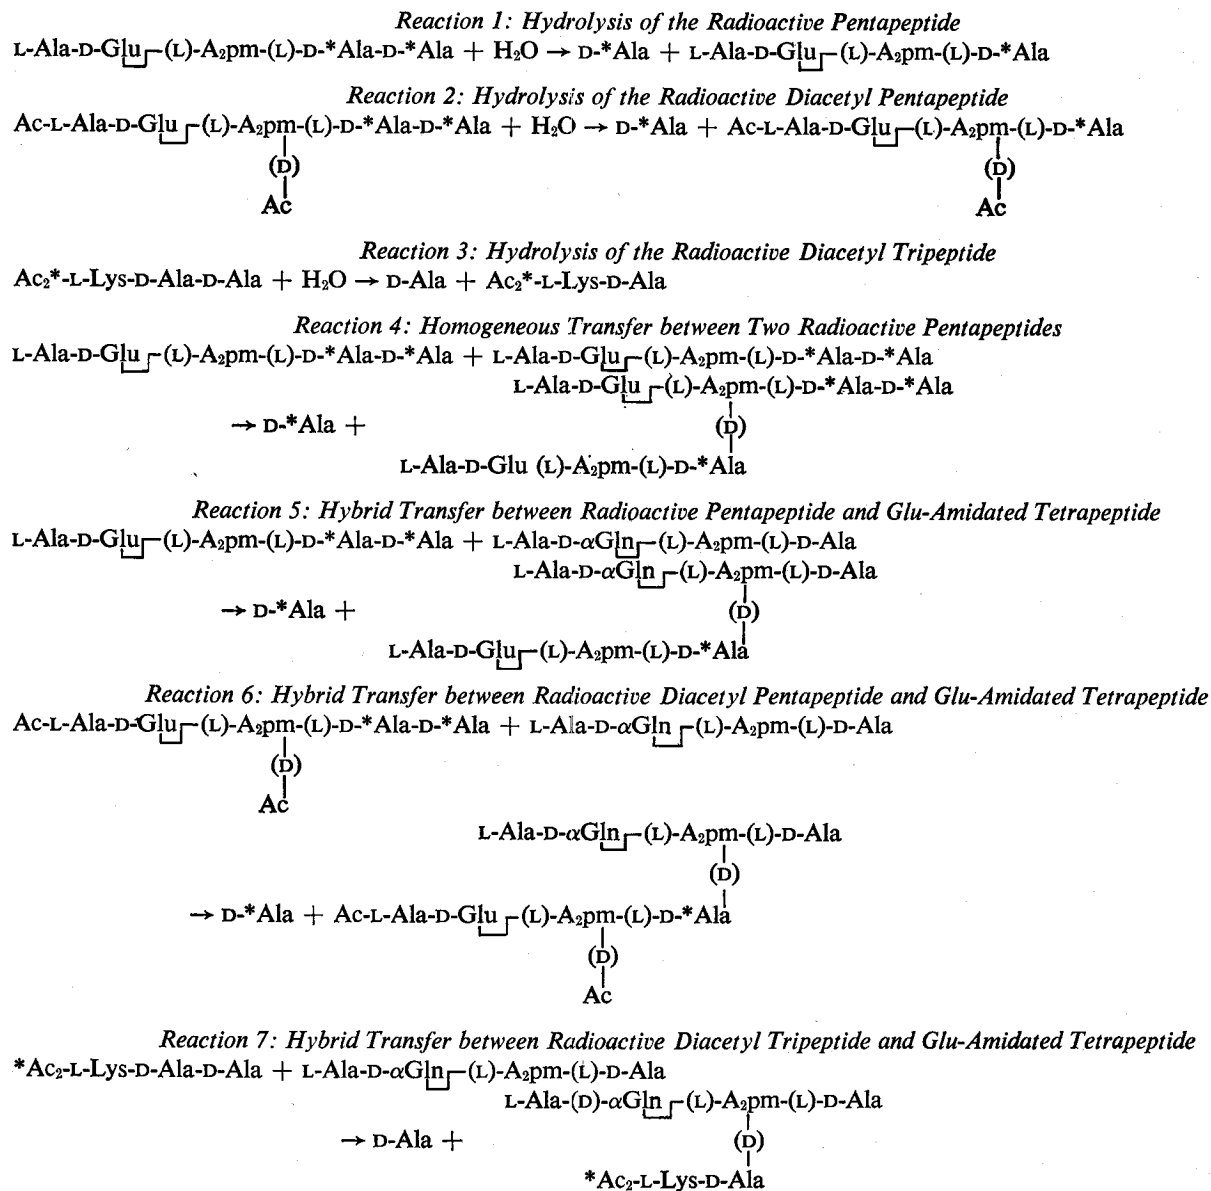 Reaction 1: Hydrolysis of the Radioactive Pentapeptide
L-Ala-D-Glu-(L)-A₂pm-(L)-D-*Ala-D-*Ala + H₂O → D-*Ala + L-Ala-D-Glu-(L)-A₂pm-(L)-D-*Ala
Reaction 2: Hydrolysis of the Radioactive Diacetyl Pentapeptide
Ac-L-Ala-D-Glu-(L)-A₂pm-(L)-D-*Ala-D-*Ala + H₂O → D-*Ala + Ac-L-Ala-D-Glu-(L)-A₂pm-(L)-D-*Ala
(D) (D)
Ac Ac
Reaction 3: Hydrolysis of the Radioactive Diacetyl Tripeptide
Ac₂*-L-Lys-D-Ala-D-Ala + H₂O → D-Ala + Ac₂*-L-Lys-D-Ala
Reaction 4: Homogeneous Transfer between Two Radioactive Pentapeptides
L-Ala-D-Glu-(L)-A₂pm-(L)-D-*Ala-D-*Ala + L-Ala-D-Glu-(L)-A₂pm-(L)-D-*Ala-D-*Ala
L-Ala-D-Glu-(L)-A₂pm-(L)-D-*Ala-D-*Ala
→ D-*Ala + (D)
L-Ala-D-Glu (L)-A₂pm-(L)-D-*Ala
Reaction 5: Hybrid Transfer between Radioactive Pentapeptide and Glu-Amidated Tetrapeptide
L-Ala-D-Glu-(L)-A₂pm-(L)-D-*Ala-D-*Ala + L-Ala-D-αGln-(L)-A₂pm-(L)-D-Ala
L-Ala-D-αGln-(L)-A₂pm-(L)-D-Ala
→ D-*Ala + (D)
L-Ala-D-Glu-(L)-A₂pm-(L)-D-*Ala
Reaction 6: Hybrid Transfer between Radioactive Diacetyl Pentapeptide and Glu-Amidated Tetrapeptide
Ac-L-Ala-D-Glu-(L)-A₂pm-(L)-D-*Ala-D-*Ala + L-Ala-D-αGln-(L)-A₂pm-(L)-D-Ala
(D)
Ac
L-Ala-D-αGln-(L)-A₂pm-(L)-D-Ala
(D)
→ D-*Ala + Ac-L-Ala-D-Glu-(L)-A₂pm-(L)-D-*Ala
(D)
Ac
Reaction 7: Hybrid Transfer between Radioactive Diacetyl Tripeptide and Glu-Amidated Tetrapeptide
*Ac₂-L-Lys-D-Ala-D-Ala + L-Ala-D-αGln-(L)-A₂pm-(L)-D-Ala
L-Ala-(D)-αGln-(L)-A₂pm-(L)-D-Ala
→ D-Ala + (D)
*Ac₂-L-Lys-D-Ala